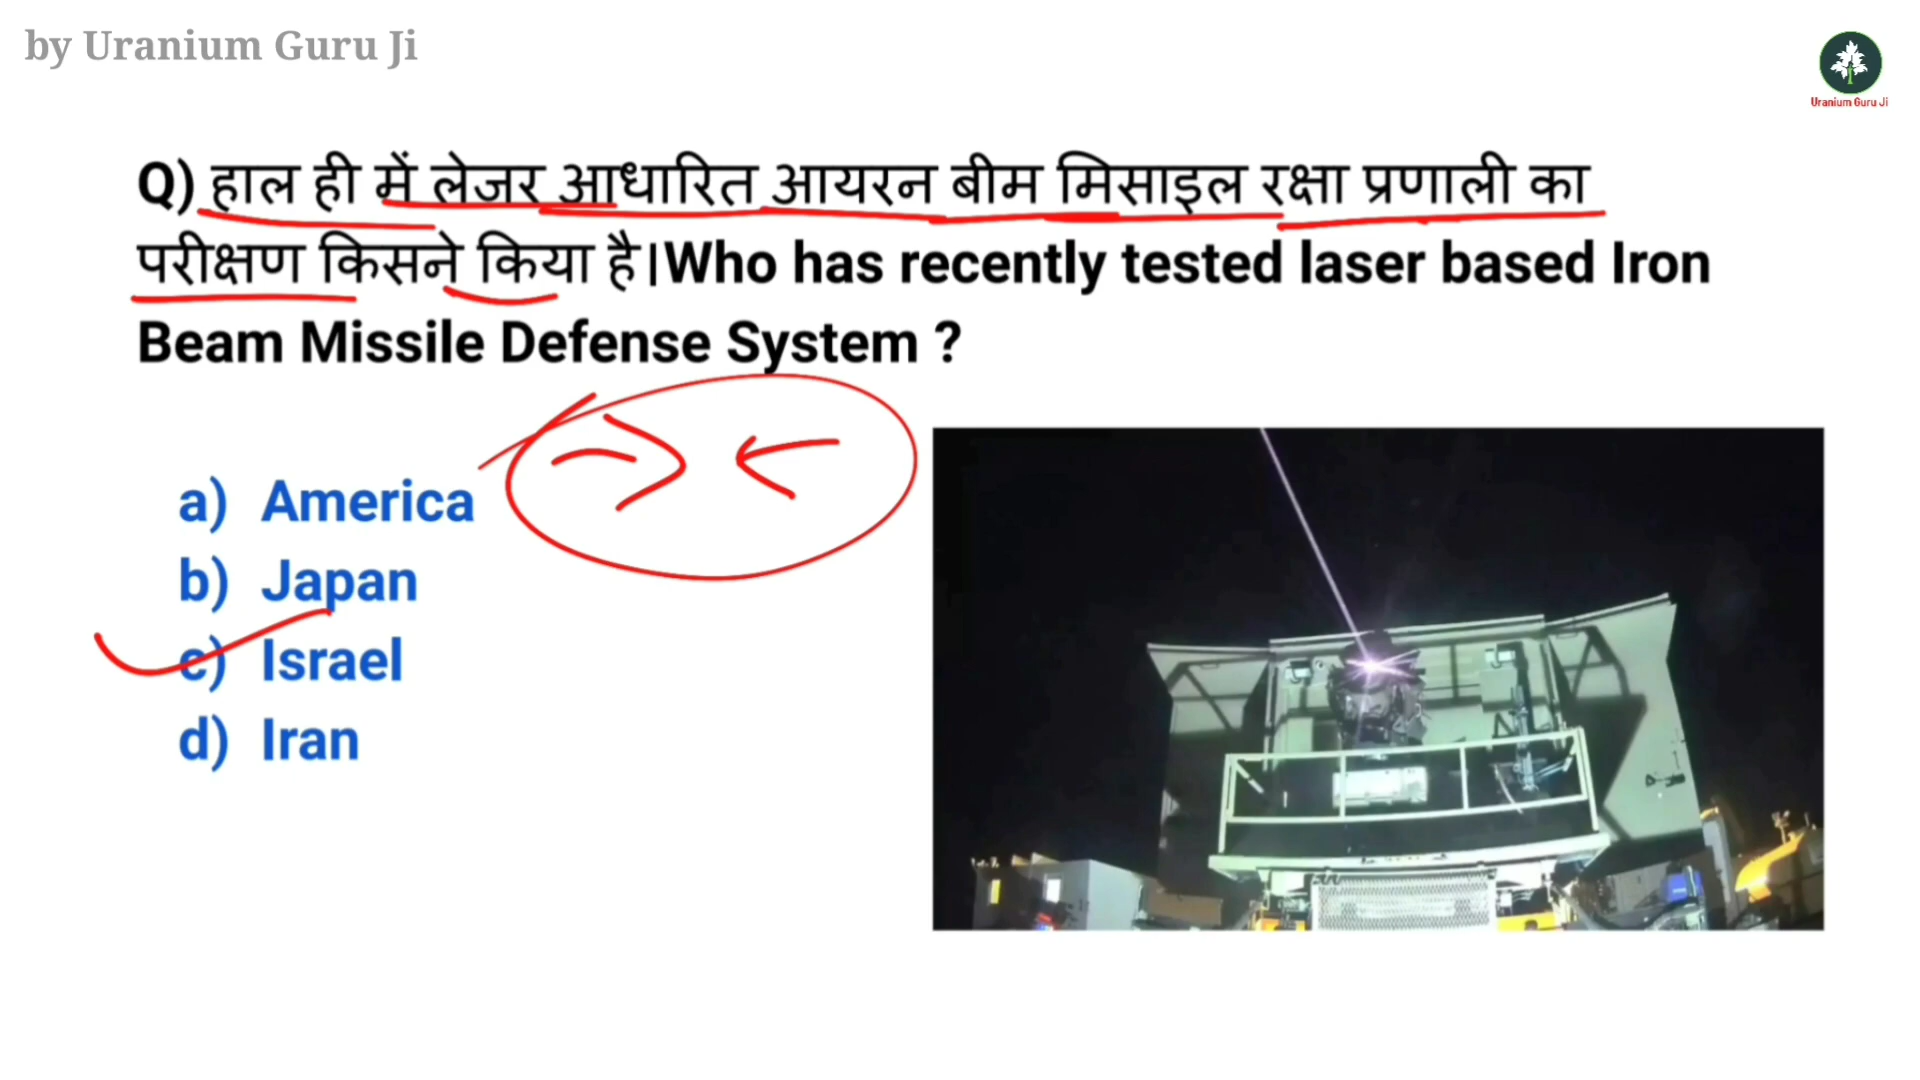 by Uranium Guru Ji
Uranium Guru Ji
Q) हाल ही में लेजर आधारित आयरन बीम मिसाइल रक्षा प्रणाली का
परीक्षण किसने किया है।Who has recently tested laser based Iron
Beam Missile Defense System ?
a) America
b) Japan
c) Israel
d) Iran